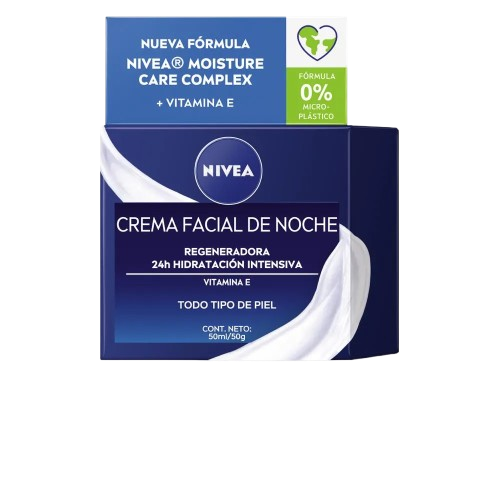 NUEVA FÓRMULA
NIVEA® MOISTURE
CARE COMPLEX
+ VITAMINA E
FÓRMULA
0%
MICRO-
PLÁSTICO
NIVEA
CREMA FACIAL DE NOCHE
REGENERADORA
24h HIDRATACIÓN INTENSIVA
VITAMINA E
TODO TIPO DE PIEL
CONT. NETO:
50ml/50g